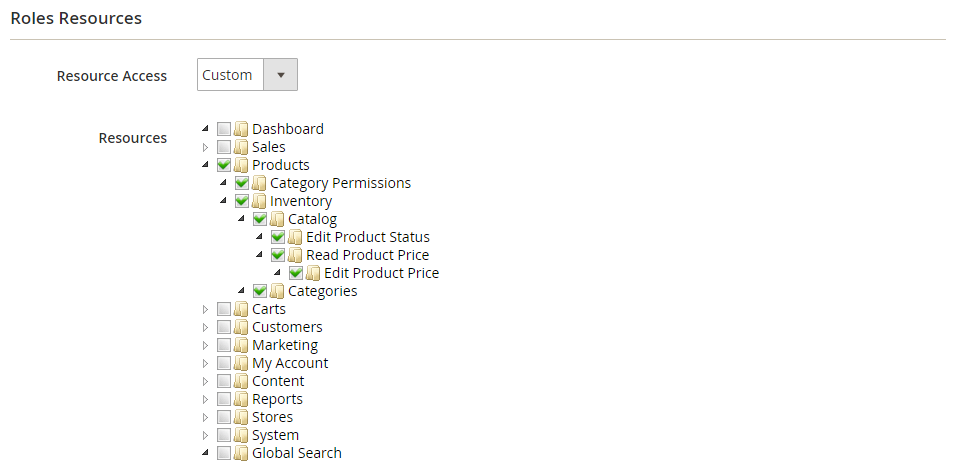 Roles Resources
Resource Access Custom
Resources
Dashboard
Sales
Products
Category Permissions
Inventory
Catalog
Edit Product Status
Read Product Price
Edit Product Price
Categories
Carts
Customers
Marketing
My Account
Content
Reports
Stores
System
Global Search